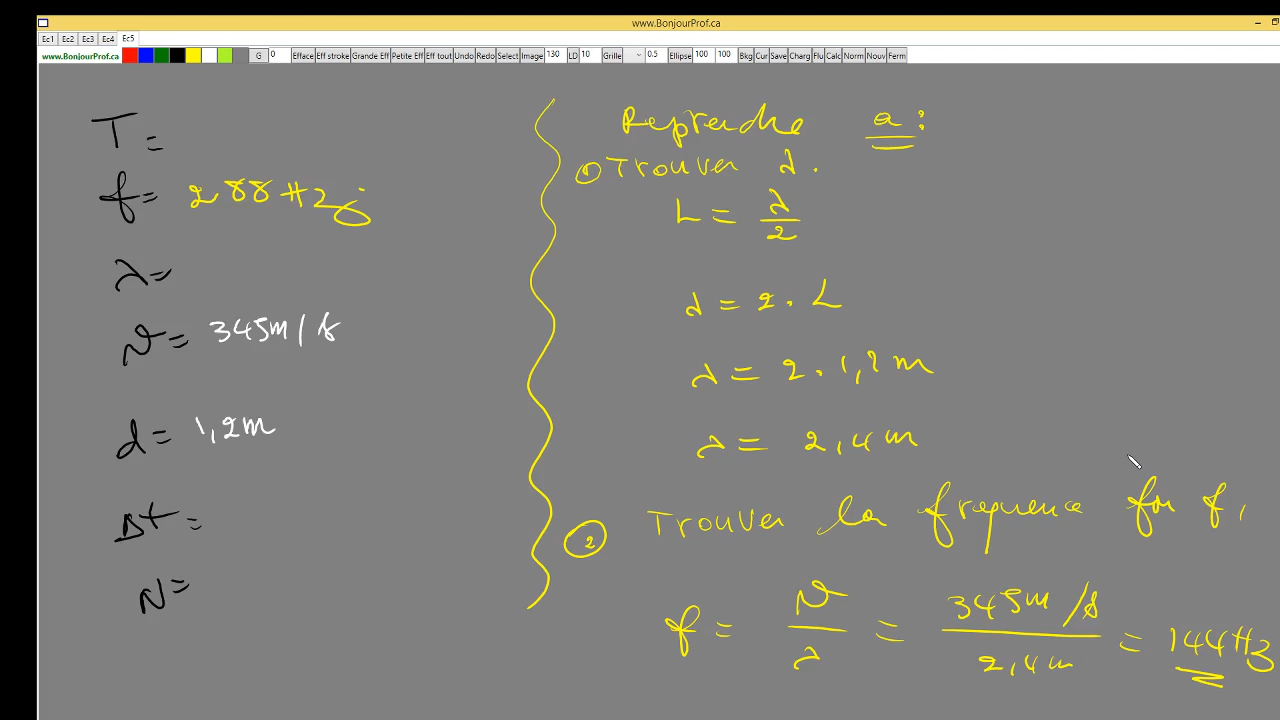 www.BonjourProf.ca
Ec1 Ec2 Ec3 Ec4 Ec5
www.BonjourProf.ca G 0 Efface Eff stroke Grande Eff Petite Eff Eff tout Undo Redo Select Image 130 LD 10 Grille 0.5 Ellipse 100 100 Bkg Cur Save Charg Flu Calc Norm Nouv Ferm
T=
f= 288 Hz
λ=
v= 345m/s
d= 1,2m
Δt=
N=
Reprendre a:
① Trouver λ.
L = λ/2
λ = 2. L
λ = 2. 1,2m
λ = 2,4m
② Trouver la frequence f
f = v/λ = 345m/s / 2,4m = 144Hz